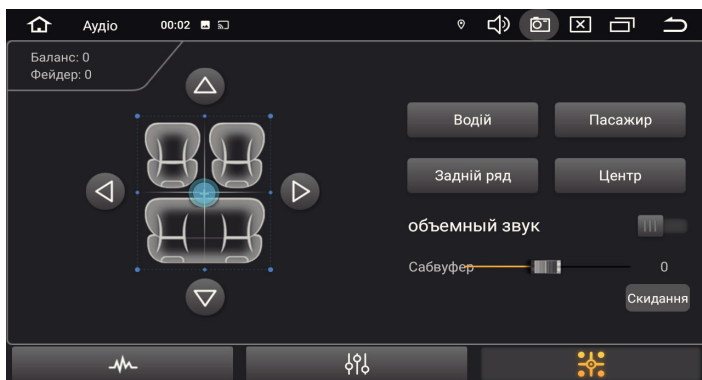 Аудіо 00:02
Баланс: 0
Фейдер: 0
Водій Пасажир
Задній ряд Центр
объемный звук
Сабвуфер 0
Скидання